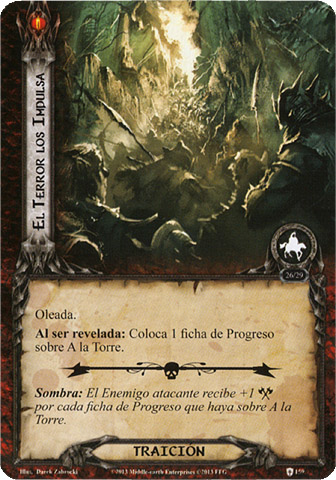 EL TERROR LOS IMPULSA
26/29
Oleada.
Al ser revelada: Coloca 1 ficha de Progreso
sobre A la Torre.
Sombra: El Enemigo atacante recibe +1
por cada ficha de Progreso que haya sobre A la
Torre.
TRAICIÓN
Illus. Darek Zabrocki
©2013 Middle-earth Enterprises ©2013 FFG
159